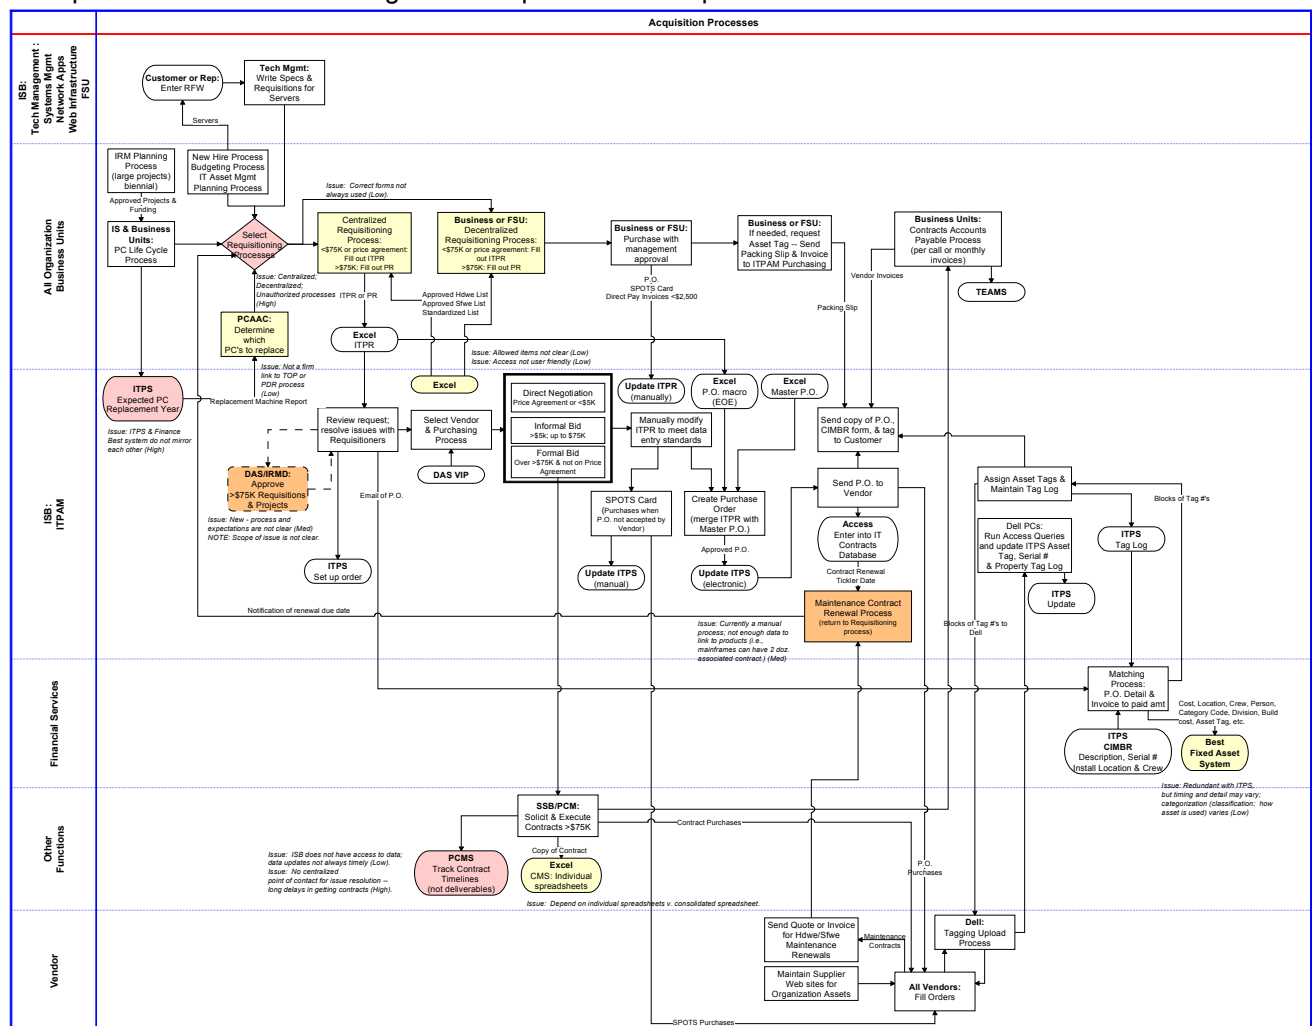 Acquisition Processes
ISB:
Tech Management :
Systems Mgmt
Network Apps
Web Infrastructure
FSU
Customer or Rep:
Enter RFW
Tech Mgmt:
Write Specs &
Requisitions for
Servers
Servers
All Organization
Business Units
IRM Planning
Process
(large projects)
biennial)
New Hire Process
Budgeting Process
IT Asset Mgmt
Planning Process
Approved Projects &
Funding
IS & Business
Units:
PC Life Cycle
Process
Select
Requisitioning
Processes
Issue: Correct forms not
always used (Low).
Centralized
Requisitioning
Process:
<$75K or price agreement:
Fill out ITPR
>$75K: Fill out PR
Business or FSU:
Decentralized
Requisitioning Process:
<$75K or price agreement: Fill
out ITPR
>$75K: Fill out PR
Business or FSU:
Purchase with
management
approval
Business or FSU:
If needed, request
Asset Tag -- Send
Packing Slip & Invoice
to ITPAM Purchasing
Business Units:
Contracts Accounts
Payable Process
(per call or monthly
invoices)
TEAMS
Vendor Invoices
Packing Slip
P.O.
SPOTS Card
Direct Pay Invoices <$2,500
Issue: Centralized;
Decentralized;
Unauthorized processes
(High)
ITPR or PR
Approved Hdwe List
Approved Sfwe List
Standardized List
PCAAC:
Determine
which
PC's to replace
Excel
ITPR
Issue: Allowed items not clear (Low)
Issue: Access not user friendly (Low)
Issue: Not a firm
link to TOP or
PDR process
(Low)
Replacement Machine Report
ISB:
ITPAM
ITPS
Expected PC
Replacement Year
Issue: ITPS & Finance
Best system do not mirror
each other (High)
Excel
Review request;
resolve issues with
Requisitioners
Select Vendor
& Purchasing
Process
DAS VIP
Direct Negotiation
Price Agreement or <$5K
Informal Bid
>$5k; up to $75K
Formal Bid
Over >$75K & not on Price
Agreement
Update ITPR
(manually)
Excel
P.O. macro
(EOE)
Excel
Master P.O.
Manually modify
ITPR to meet data
entry standards
Send copy of P.O.,
CIMBR form, & tag
to Customer
DAS/IRMD:
Approve
>$75K Requisitions
& Projects
Issue: New - process and
expectations are not clear (Med)
NOTE: Scope of issue is not clear.
Email of P.O.
ITPS
Set up order
SPOTS Card
(Purchases when
P.O. not accepted by
Vendor)
Create Purchase
Order
(merge ITPR with
Master P.O.)
Send P.O. to
Vendor
Assign Asset Tags &
Maintain Tag Log
Blocks of Tag #'s
Access
Enter into IT
Contracts
Database
Dell PCs:
Run Access Queries
and update ITPS Asset
Tag, Serial #
& Property Tag Log
ITPS
Tag Log
Approved P.O.
Update ITPS
(manual)
Update ITPS
(electronic)
Contract Renewal
Tickler Date
ITPS
Update
Notification of renewal due date
Maintenance Contract
Renewal Process
(return to Requisitioning
process)
Issue: Currently a manual
process; not enough data to
link to products (i.e.,
mainframes can have 2 doz.
associated contract.) (Med)
Blocks of Tag #'s to
Dell
Financial Services
Matching
Process:
P.O. Detail &
Invoice to paid amt
Cost, Location, Crew, Person,
Category Code, Division, Build
cost, Asset Tag, etc.
ITPS
CIMBR
Description, Serial #
Install Location & Crew
Best
Fixed Asset
System
Issue: Redundant with ITPS,
but timing and detail may vary;
categorization (classification; how
asset is used) varies (Low)
Other
Functions
SSB/PCM:
Solicit & Execute
Contracts >$75K
Contract Purchases
Copy of Contract
Issue: ISB does not have access to data;
data updates not always timely (Low).
Issue: No centralized
point of contact for issue resolution --
long delays in getting contracts (High).
PCMS
Track Contract
Timelines
(not deliverables)
Excel
CMS: Individual
spreadsheets
P.O.
Purchases
Issue: Depend on individual spreadsheets v. consolidated spreadsheet.
Vendor
Send Quote or Invoice
for Hdwe/Sfwe
Maintenance
Renewals
Maintenance
Contracts
Dell:
Tagging Upload
Process
Maintain Supplier
Web sites for
Organization Assets
All Vendors:
Fill Orders
SPOTS Purchases